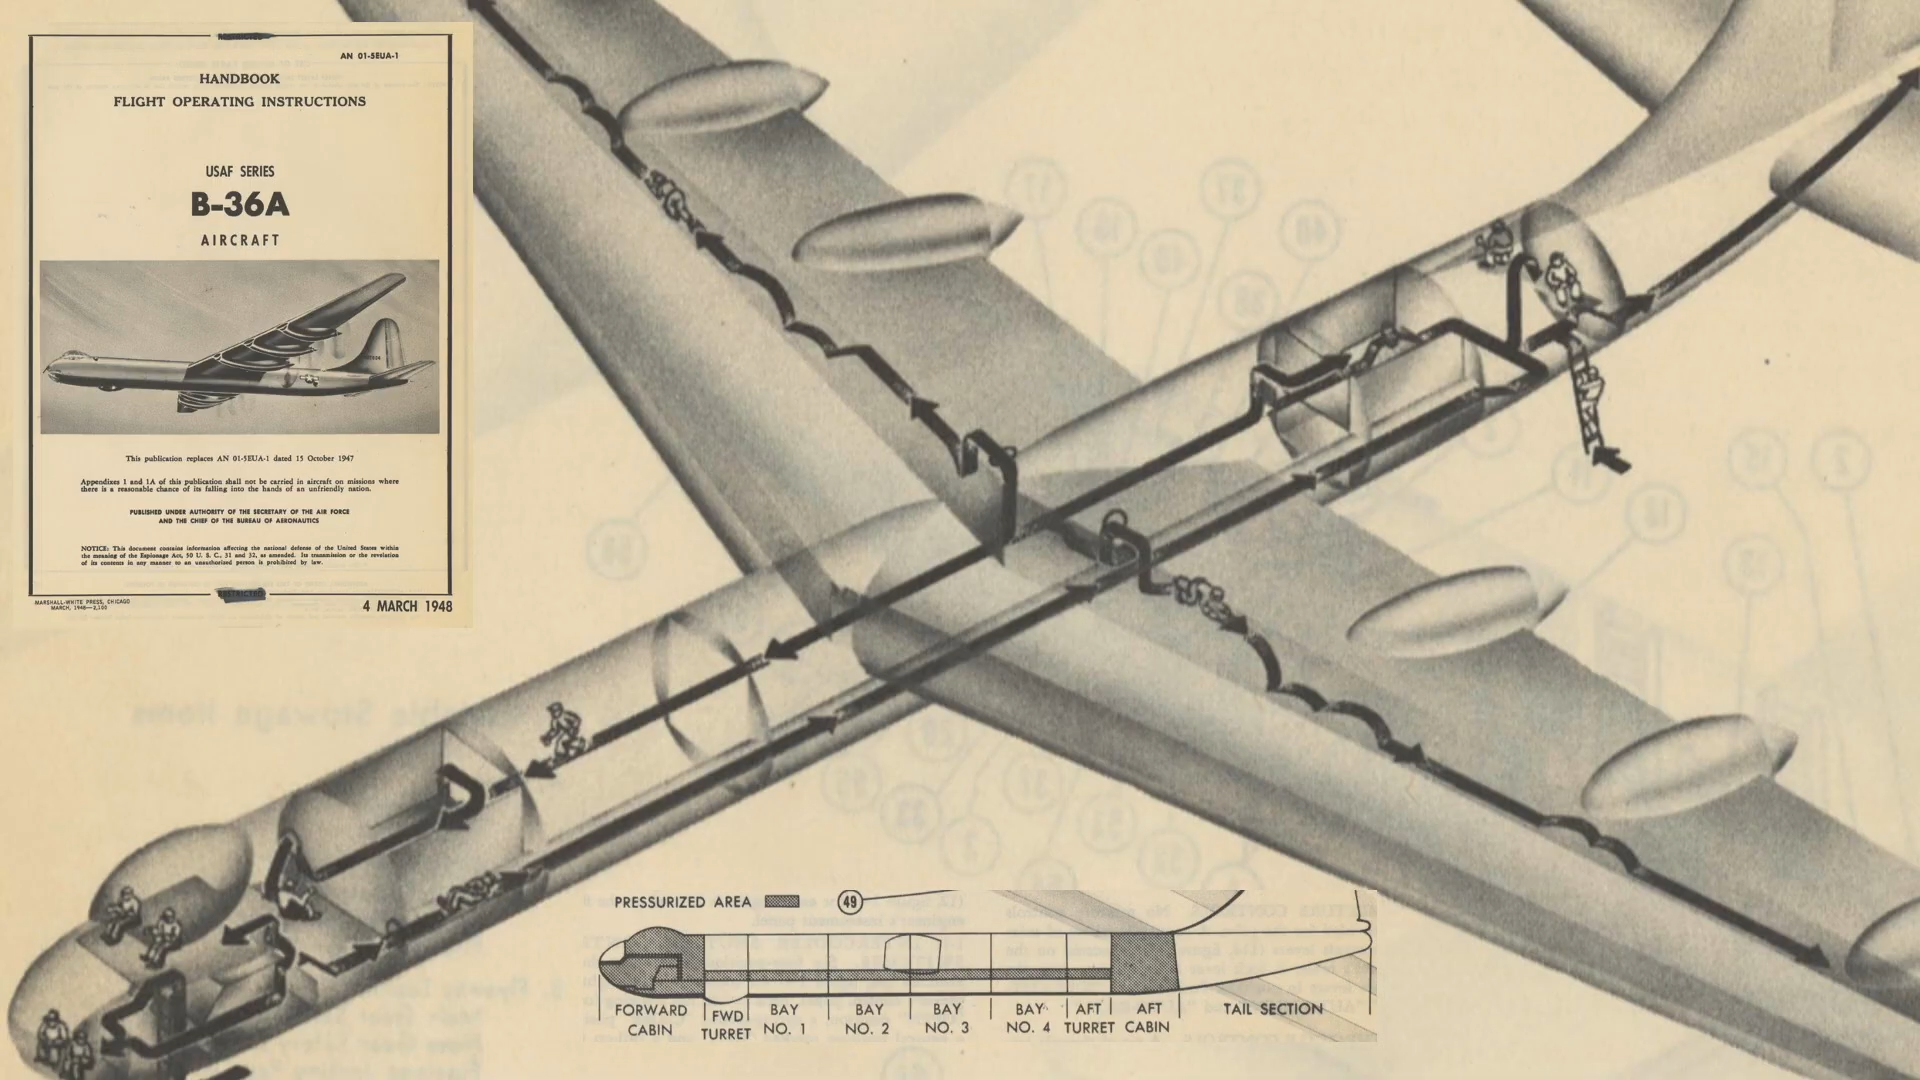 RESTRICTED
AN 01-5EUA-1
HANDBOOK
FLIGHT OPERATING INSTRUCTIONS
USAF SERIES
B-36A
AIRCRAFT
This publication replaces AN 01-5EUA-1 dated 15 October 1947
Appendixes 1 and 1A of this publication shall not be carried in aircraft on missions where
there is a reasonable chance of its falling into the hands of an unfriendly nation.
PUBLISHED UNDER AUTHORITY OF THE SECRETARY OF THE AIR FORCE
AND THE CHIEF OF THE BUREAU OF AERONAUTICS
NOTICE: This document contains information affecting the national defense of the United States within
the meaning of the Espionage Act, 50 U. S. C., 31 and 32, as amended. Its transmission or the revelation
of its contents in any manner to an unauthorized person is prohibited by law.
RESTRICTED
MARSHALL-WHITE PRESS, CHICAGO
MARCH, 1948—2,100
4 MARCH 1948
PRESSURIZED AREA
49
FORWARD CABIN
FWD TURRET
BAY NO. 1
BAY NO. 2
BAY NO. 3
BAY NO. 4
AFT TURRET
AFT CABIN
TAIL SECTION